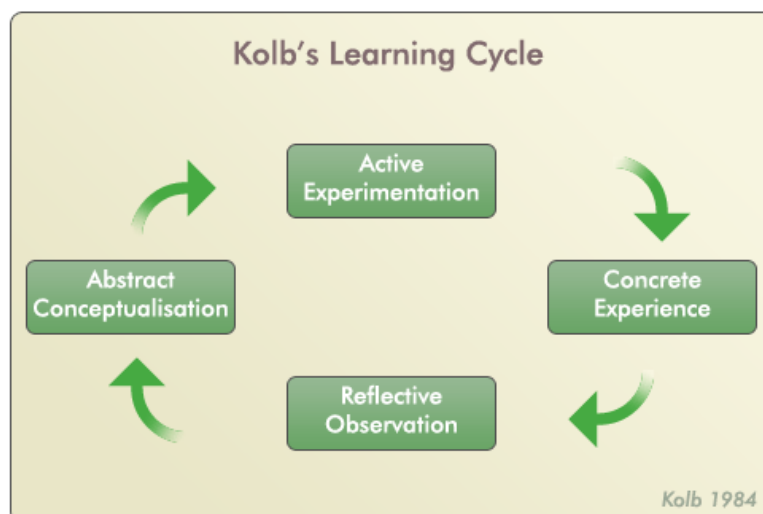 Kolb's Learning Cycle
Active
Experimentation
Abstract
Conceptualisation
Concrete
Experience
Reflective
Observation
Kolb 1984